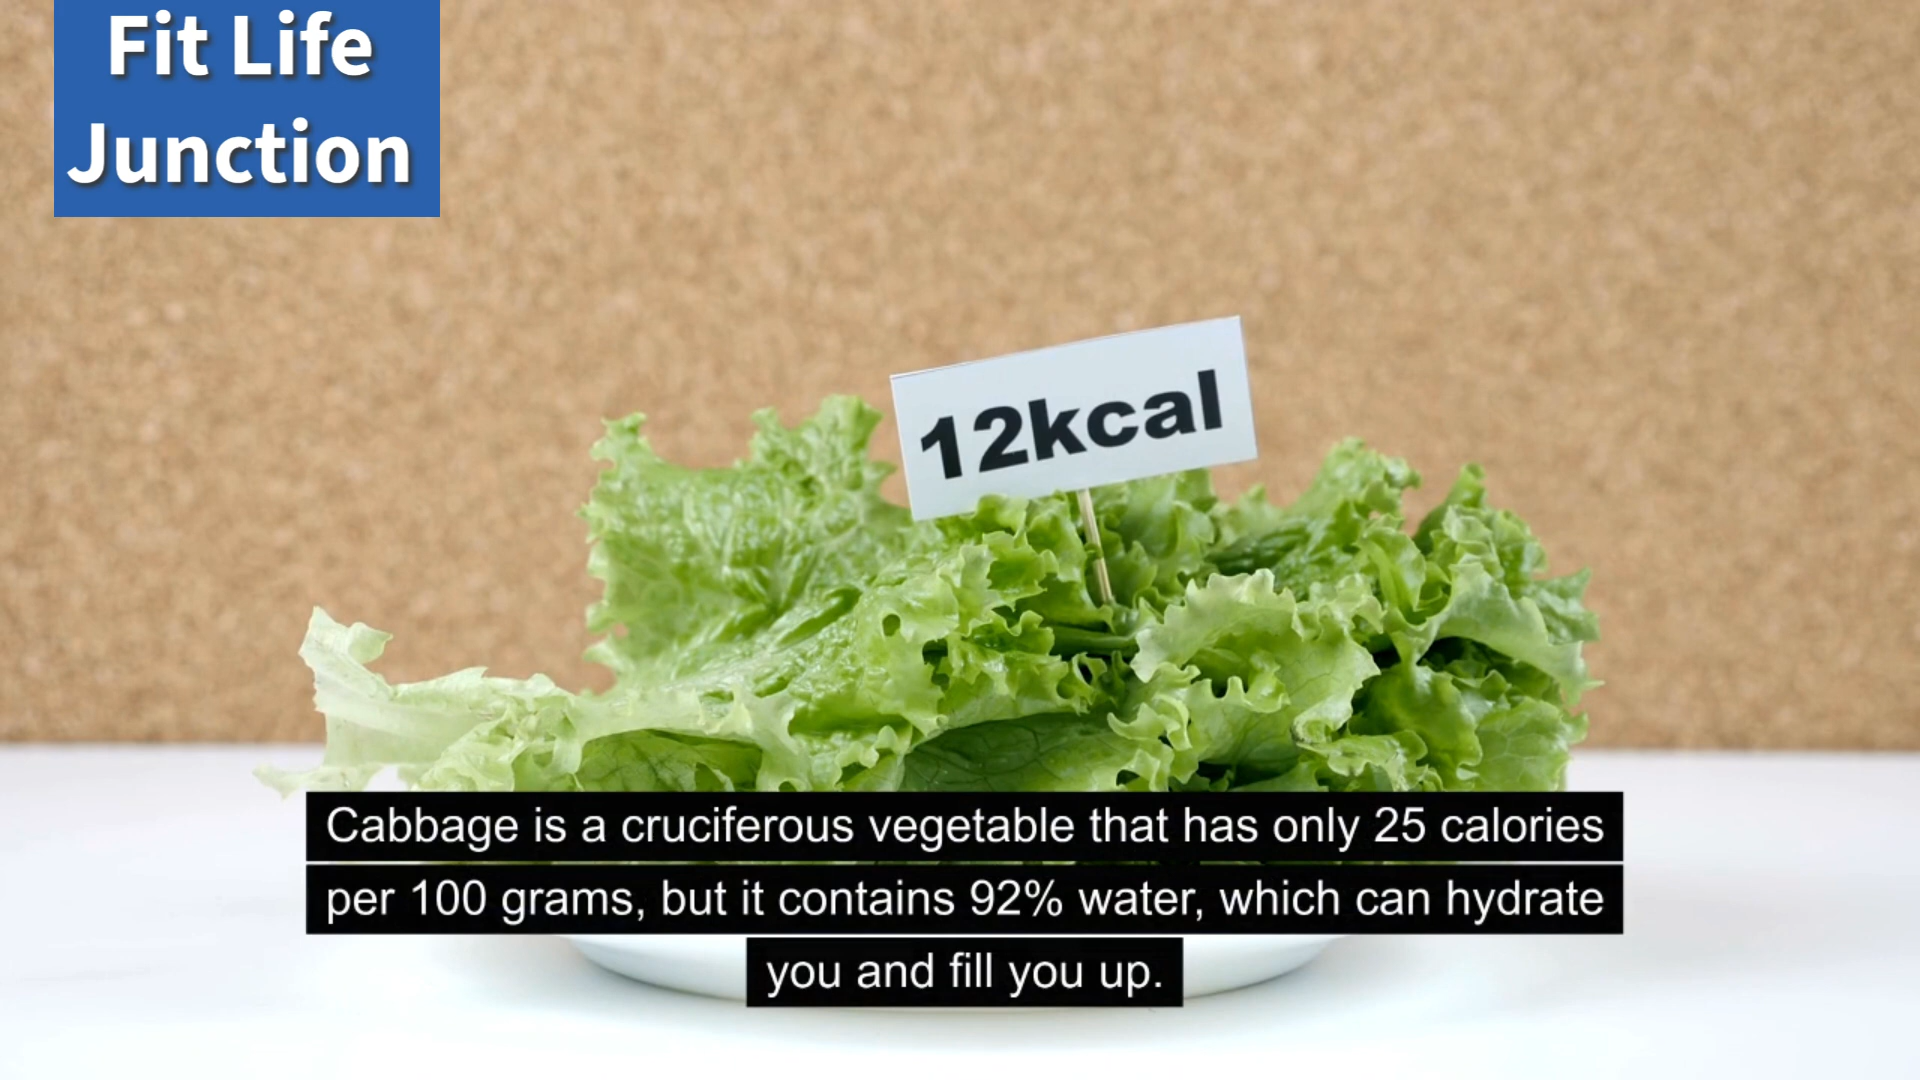 Fit Life
Junction
12kcal
Cabbage is a cruciferous vegetable that has only 25 calories
per 100 grams, but it contains 92% water, which can hydrate
you and fill you up.